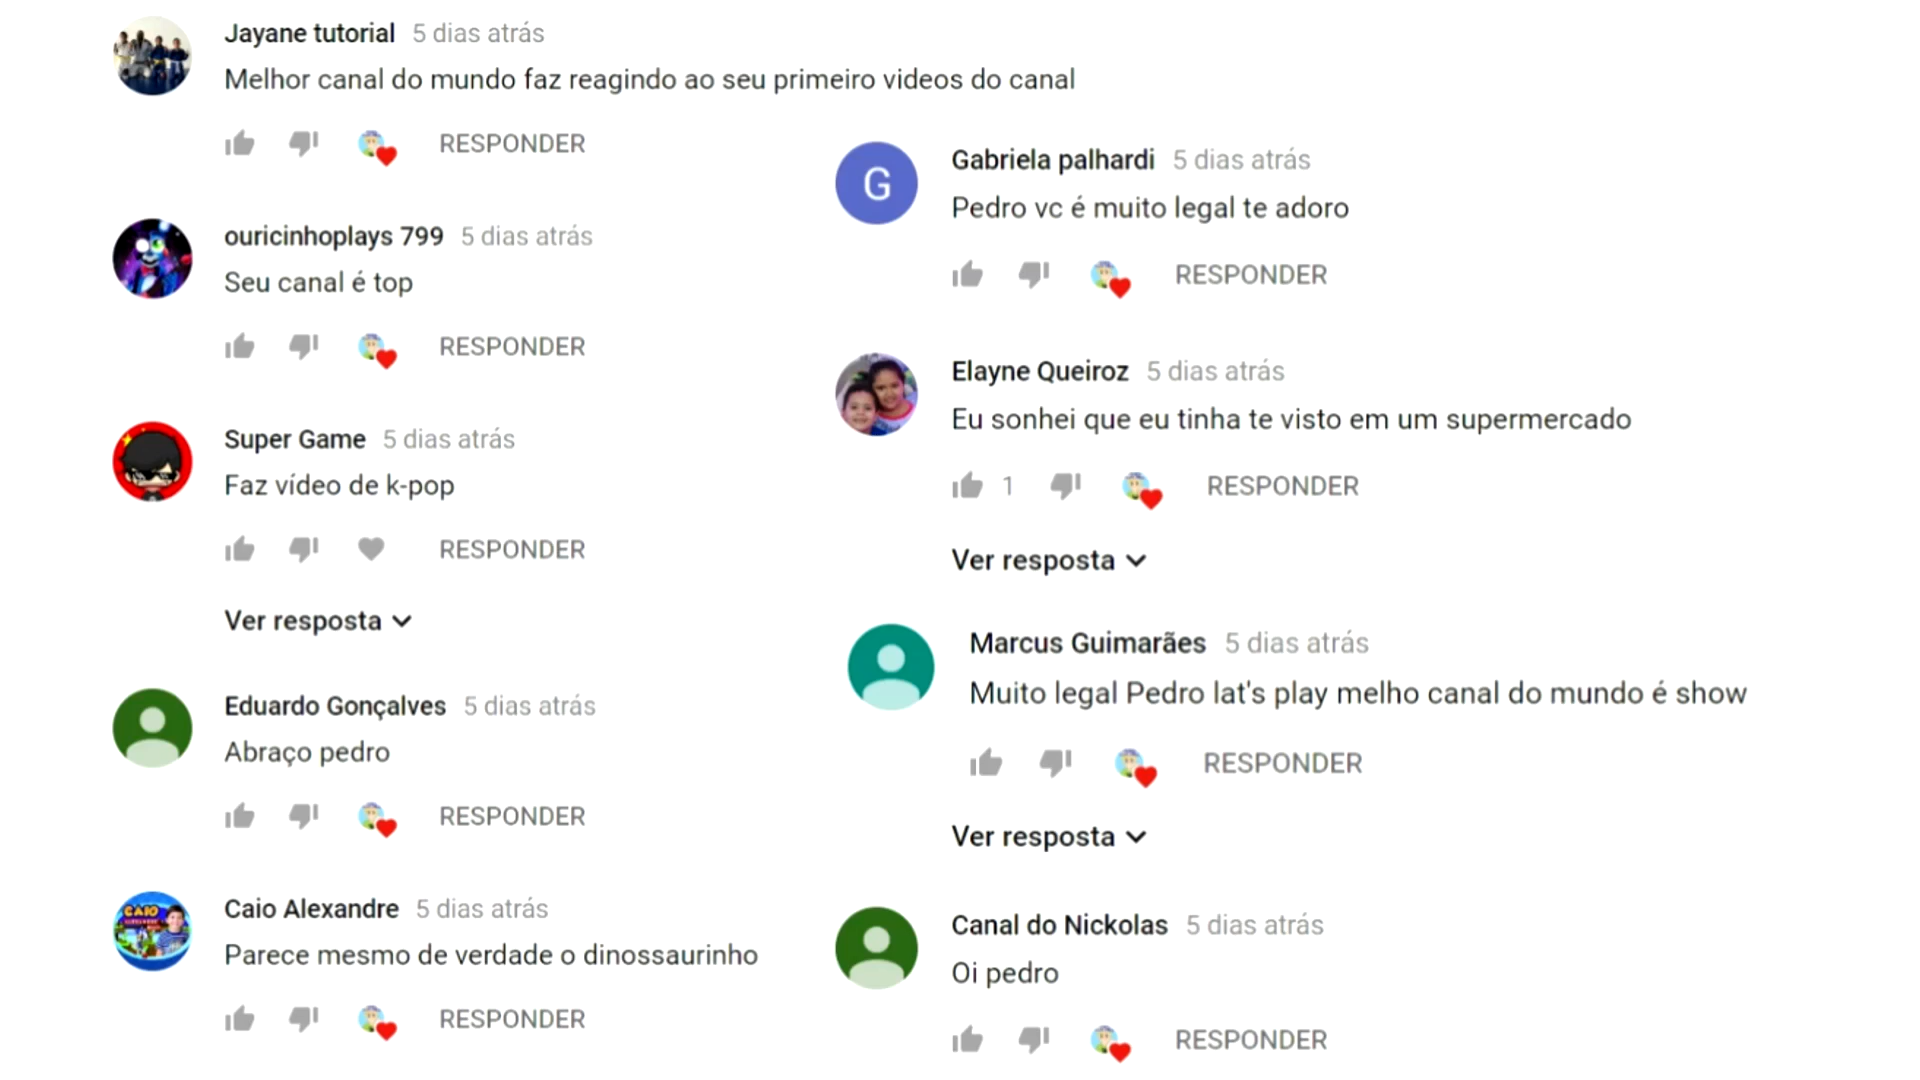 Jayane tutorial 5 dias atrás
Melhor canal do mundo faz reagindo ao seu primeiro videos do canal
RESPONDER
ouricinhoplays 799 5 dias atrás
Seu canal é top
RESPONDER
Super Game 5 dias atrás
Faz vídeo de k-pop
RESPONDER
Ver resposta
Eduardo Gonçalves 5 dias atrás
Abraço pedro
RESPONDER
CAIO
Caio Alexandre 5 dias atrás
Parece mesmo de verdade o dinossaurinho
RESPONDER
G
Gabriela palhardi 5 dias atrás
Pedro vc é muito legal te adoro
RESPONDER
Elayne Queiroz 5 dias atrás
Eu sonhei que eu tinha te visto em um supermercado
1 RESPONDER
Ver resposta
Marcus Guimarães 5 dias atrás
Muito legal Pedro lat's play melho canal do mundo é show
RESPONDER
Ver resposta
Canal do Nickolas 5 dias atrás
Oi pedro
RESPONDER